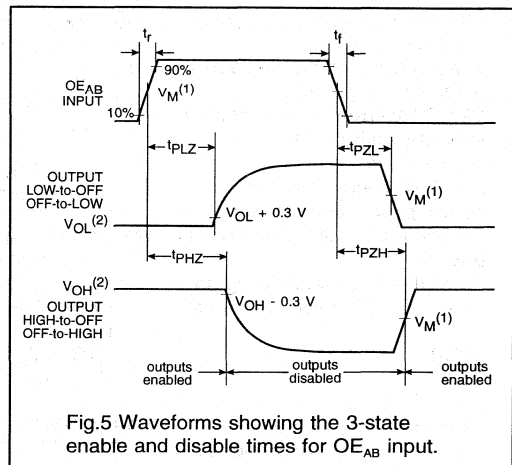 tr
tf
90%
OEAB
INPUT
VM(1)
10%
tPLZ
tPZL
OUTPUT
LOW-to-OFF
OFF-to-LOW
VM(1)
VOL + 0.3 V
VOL(2)
tPHZ
tPZH
VOH(2)
VOH - 0.3 V
OUTPUT
HIGH-to-OFF
OFF-to-HIGH
VM(1)
outputs
enabled
outputs
disabled
outputs
enabled
Fig.5 Waveforms showing the 3-state
enable and disable times for OEAB input.